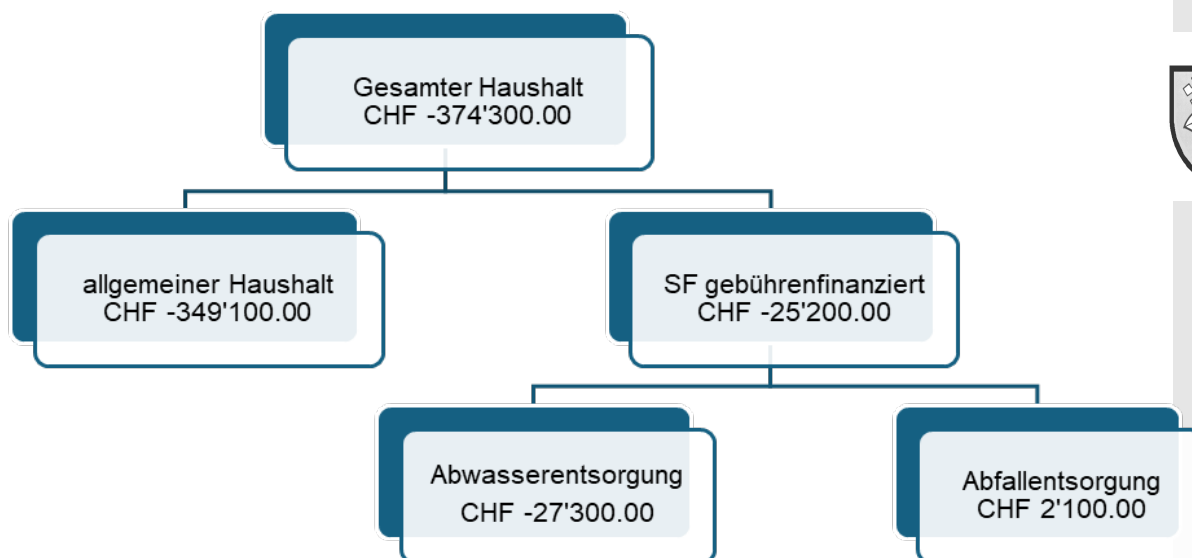 Gesamter Haushalt
CHF -374'300.00
allgemeiner Haushalt
CHF -349'100.00
SF gebührenfinanziert
CHF -25'200.00
Abwasserentsorgung
CHF -27'300.00
Abfallentsorgung
CHF 2'100.00